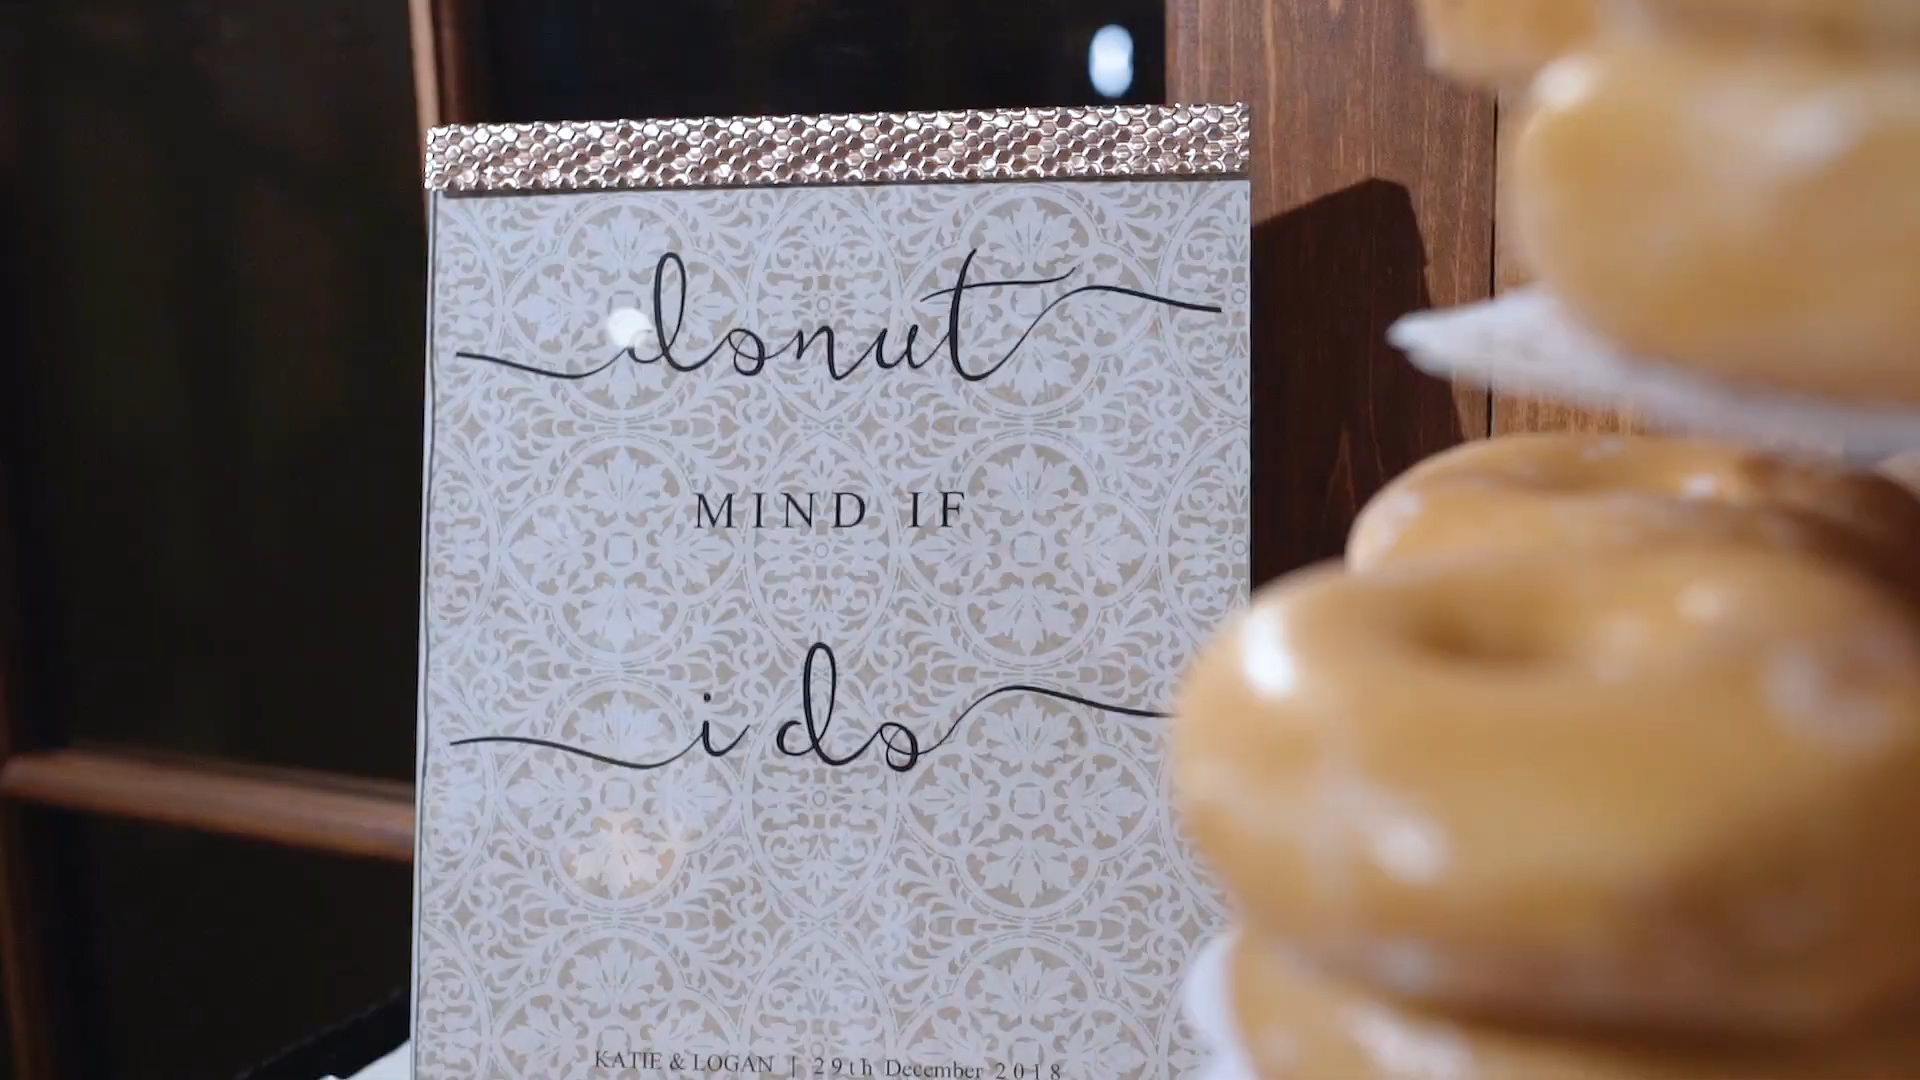 donut
MIND IF
i do
KATIE & LOGAN | 29th December 2018